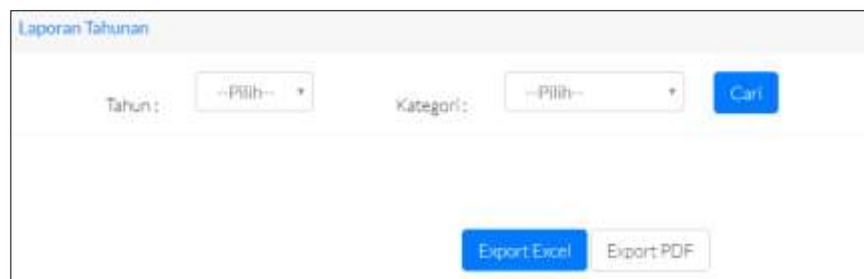 Laporan Tahunan
Tahun : --Pilih-- Kategori : --Pilih-- Cari
Export Excel Export PDF